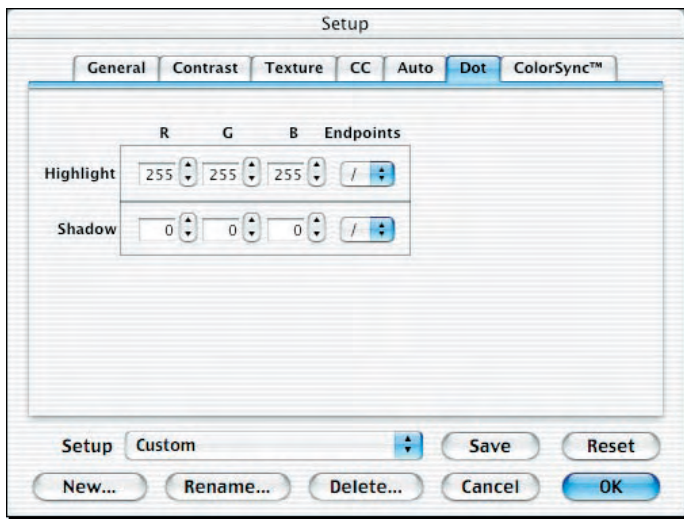 Setup
General Contrast Texture CC Auto Dot ColorSync™
R G B Endpoints
Highlight 255 255 255 /
Shadow 0 0 0 /
Setup Custom Save Reset
New... Rename... Delete... Cancel OK